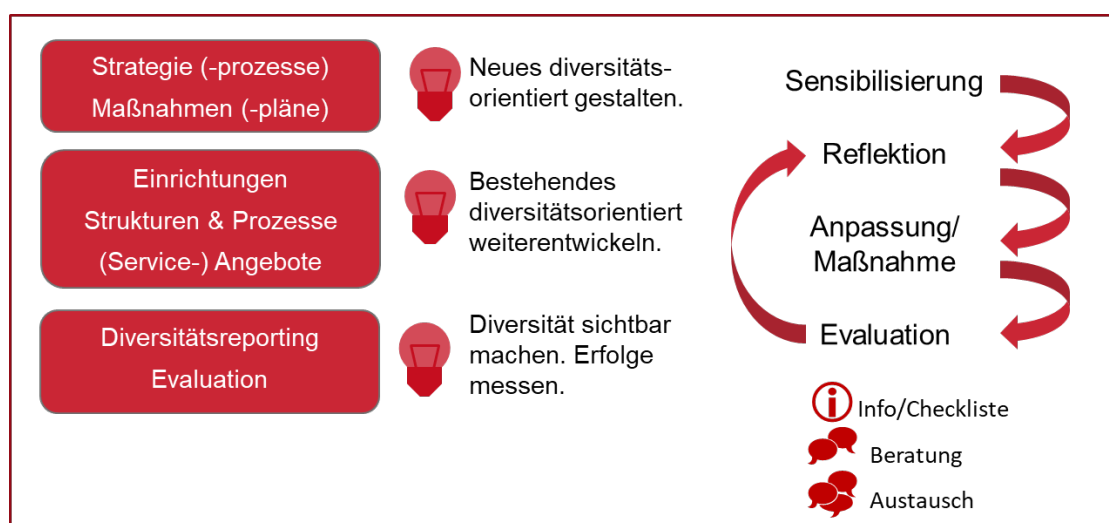 Strategie (-prozesse)
Maßnahmen (-pläne)
Neues diversitäts-
orientiert gestalten.
Einrichtungen
Strukturen & Prozesse
(Service-) Angebote
Bestehendes
diversitätsorientiert
weiterentwickeln.
Diversitätsreporting
Evaluation
Diversität sichtbar
machen. Erfolge
messen.
Sensibilisierung
Reflektion
Anpassung/
Maßnahme
Evaluation
Info/Checkliste
Beratung
Austausch